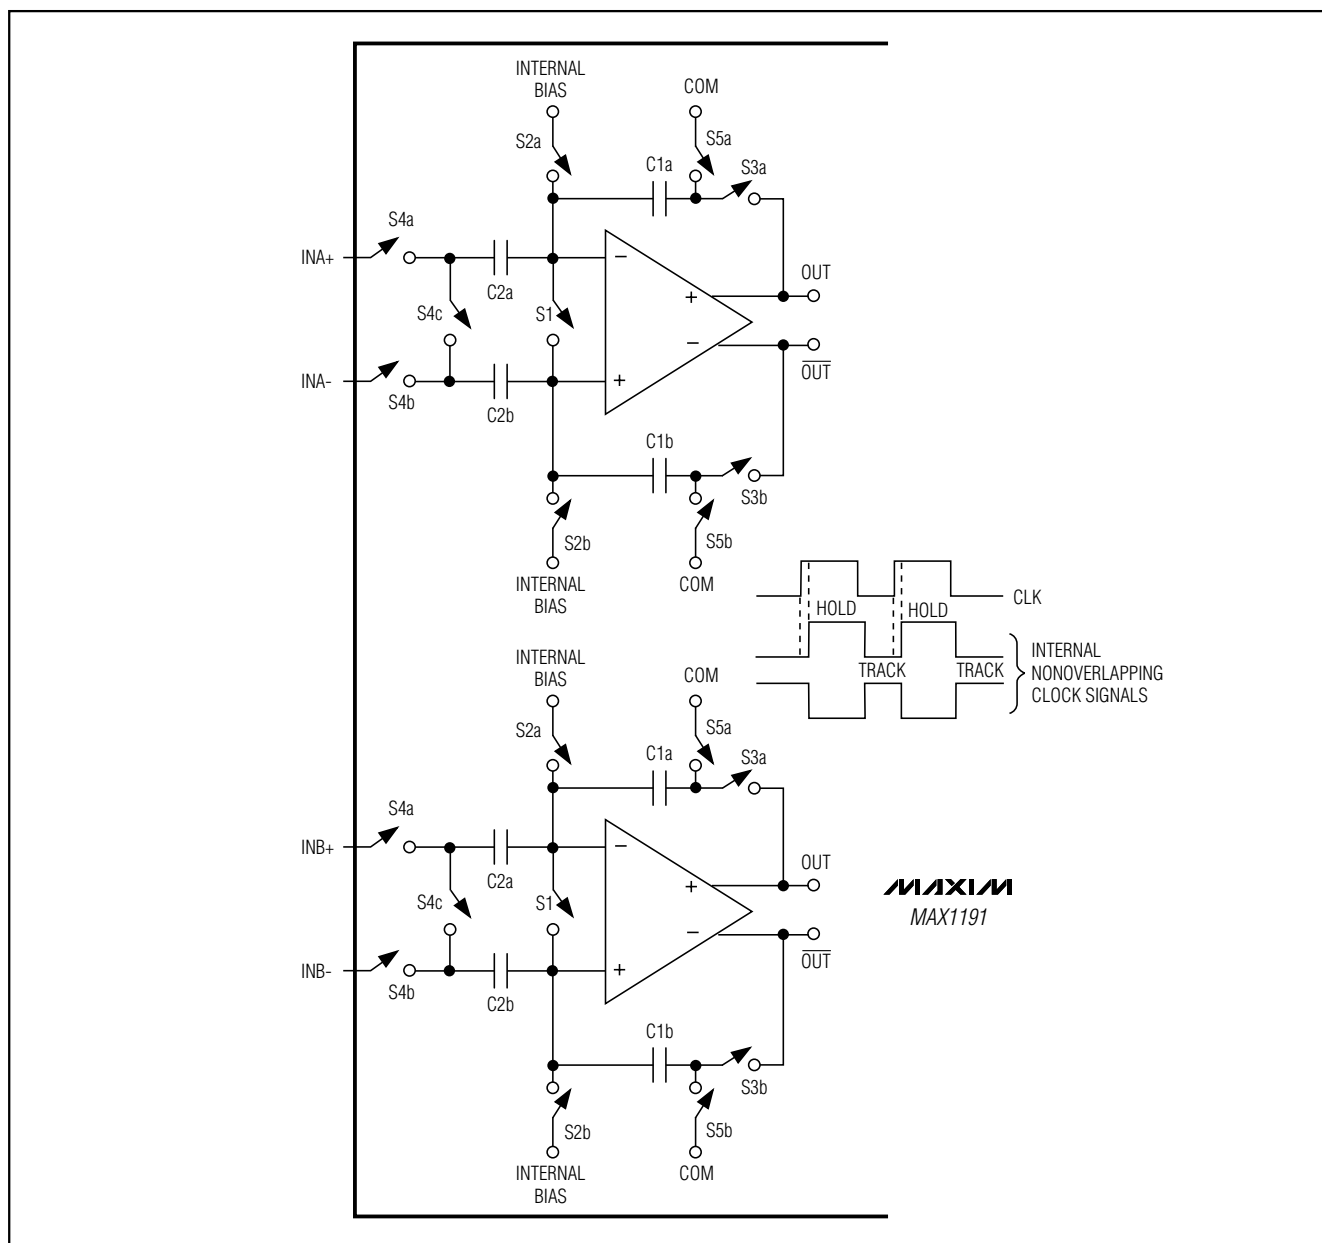 INTERNAL
BIAS
COM
S2a
S5a
C1a
S3a
S4a
INA+
−
C2a
OUT
+
S4c
S1
−
OUT
INA-
+
S4b
C2b
C1b
S3b
S2b
S5b
INTERNAL
BIAS
COM
CLK
HOLD
HOLD
TRACK
TRACK
INTERNAL
NONOVERLAPPING
CLOCK SIGNALS
INTERNAL
BIAS
COM
S2a
S5a
C1a
S3a
S4a
INB+
−
C2a
OUT
+
S4c
S1
−
OUT
INB-
+
S4b
C2b
MAXIM
MAX1191
C1b
S3b
S2b
S5b
INTERNAL
BIAS
COM